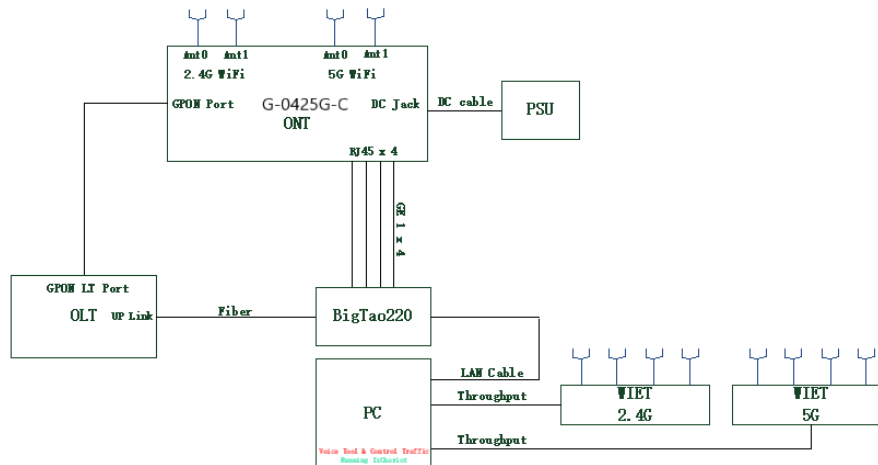 Ant0 Ant1 Ant0 Ant1
2.4G WiFi 5G WiFi
GPON Port G-0425G-C DC Jack DC cable PSU
ONT
RJ45 x 4
GE 1 x 4
GPON LT Port
OLT UP Link Fiber BigTao220
LAN Cable
Throughput WIET WIET
PC 2.4G 5G
Throughput
Voice Tool & Control Traffic
Running IxChariot